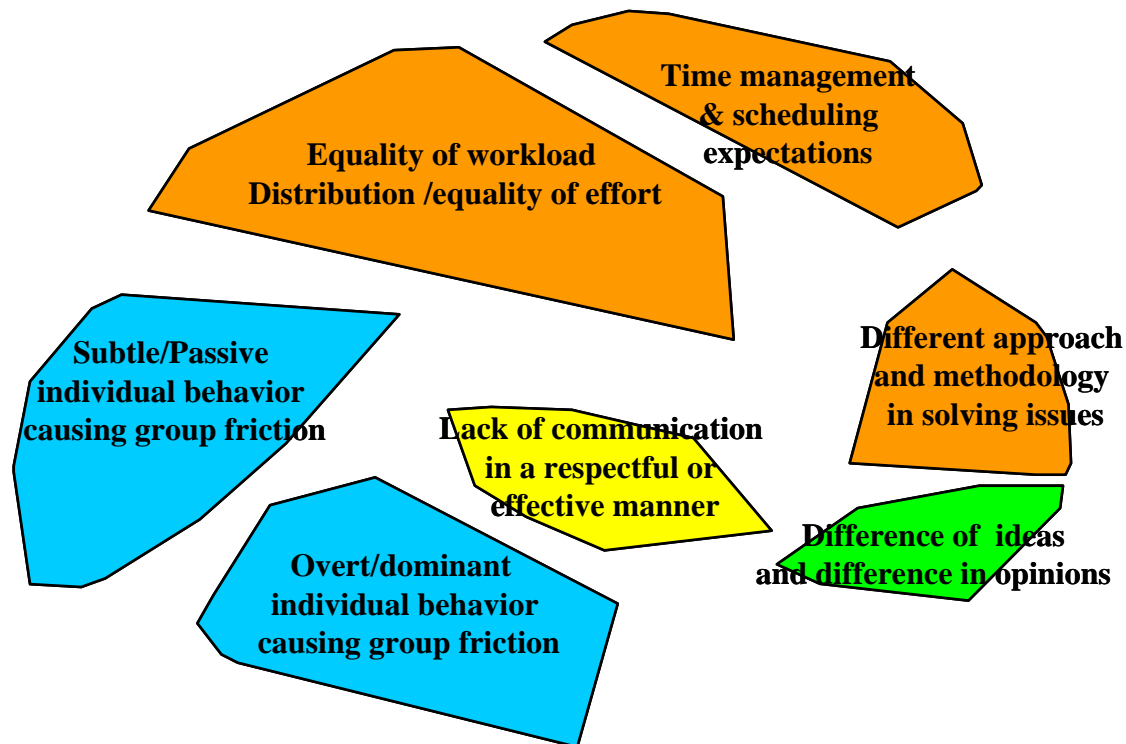 Time management
& scheduling
expectations
Equality of workload
Distribution /equality of effort
Subtle/Passive
individual behavior
causing group friction
Different approach
and methodology
in solving issues
Lack of communication
in a respectful or
effective manner
Difference of ideas
and difference in opinions
Overt/dominant
individual behavior
causing group friction